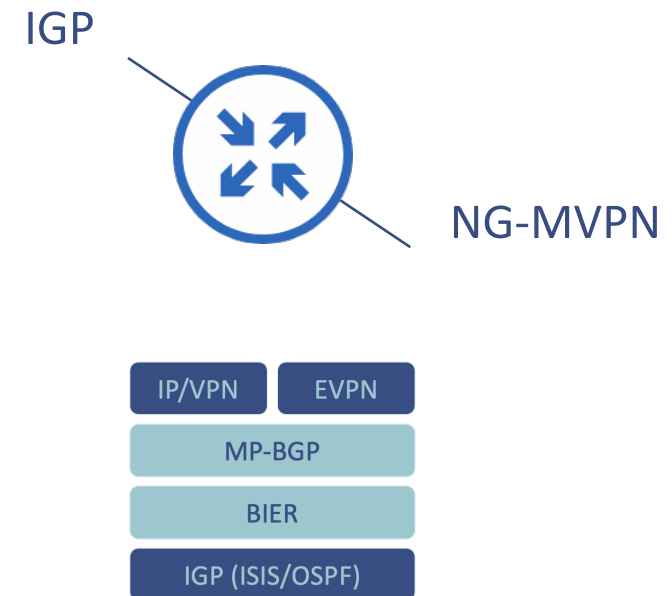 IGP
NG-MVPN
IP/VPN EVPN
MP-BGP
BIER
IGP (ISIS/OSPF)